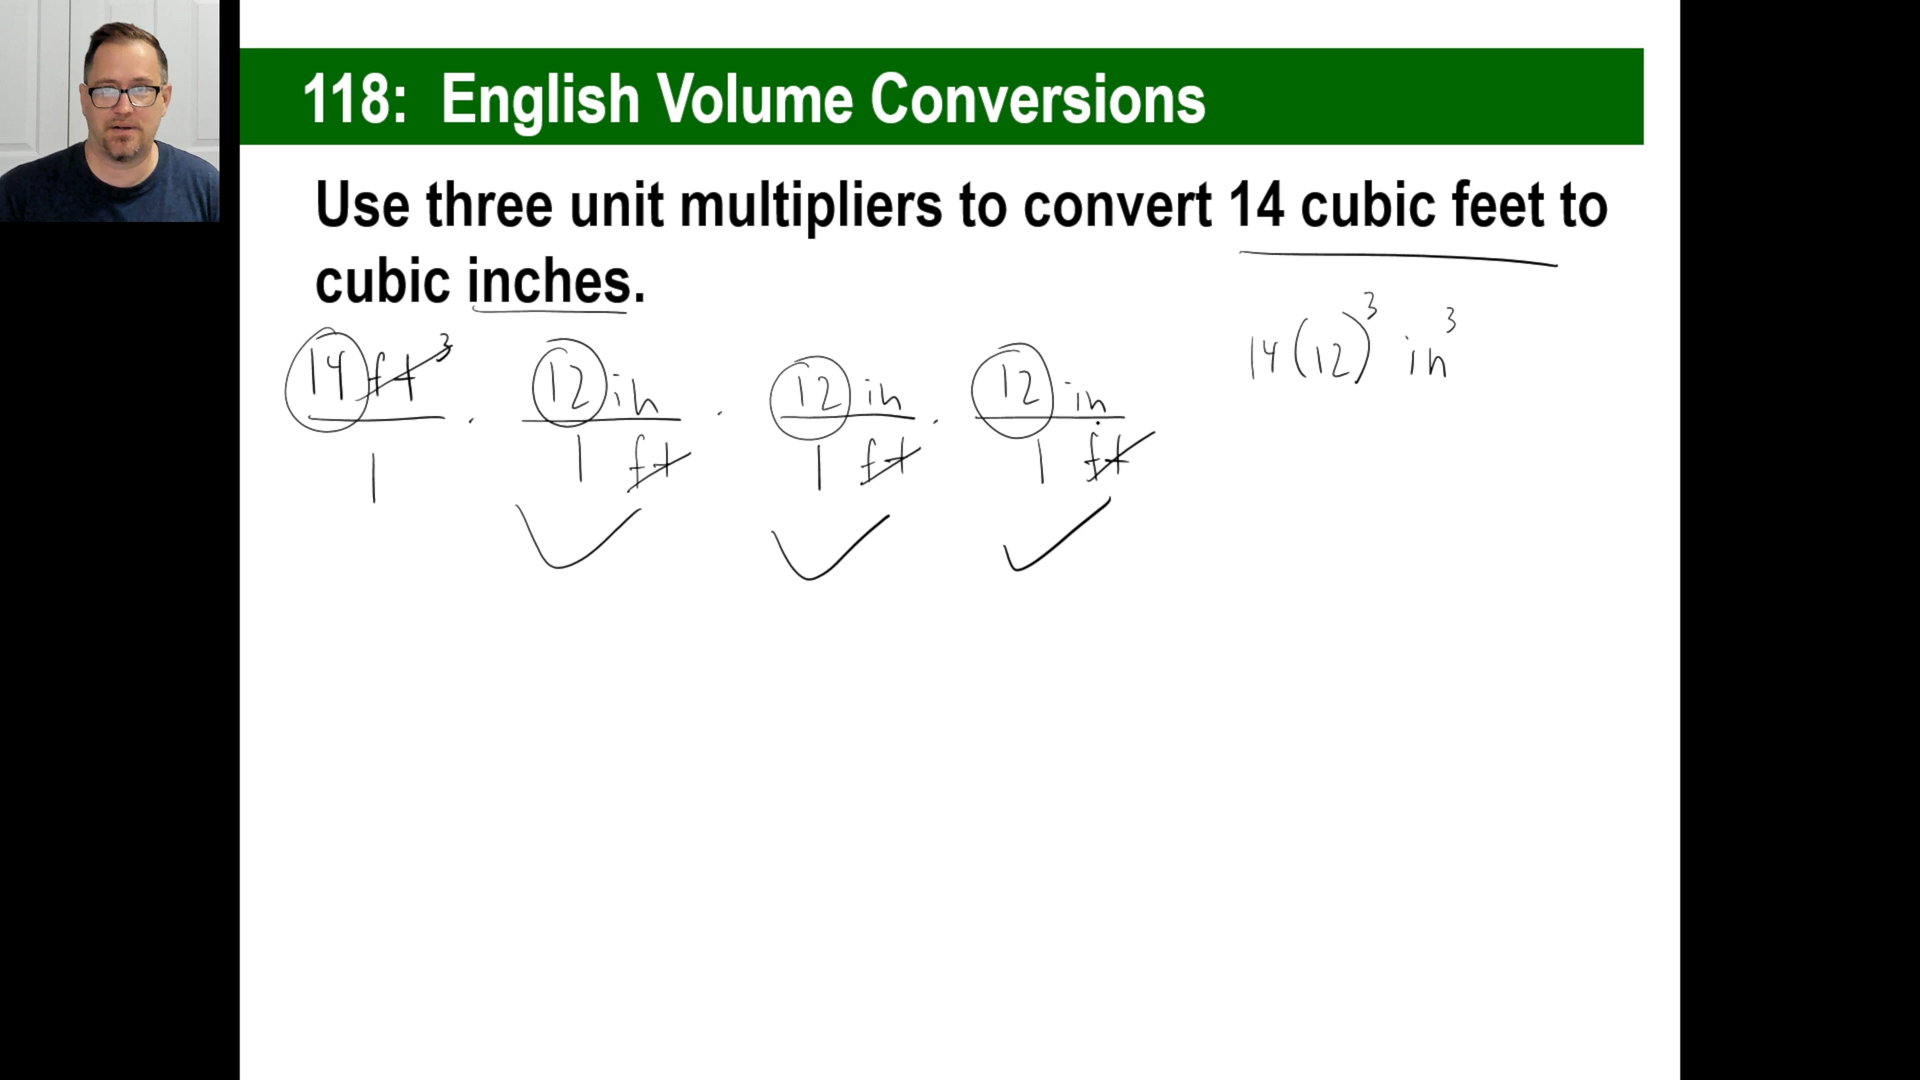 118: English Volume Conversions
Use three unit multipliers to convert 14 cubic feet to
cubic inches.
14 ft³ / 1 · 12 in / 1 ft · 12 in / 1 ft · 12 in / 1 ft
14(12)³ in³